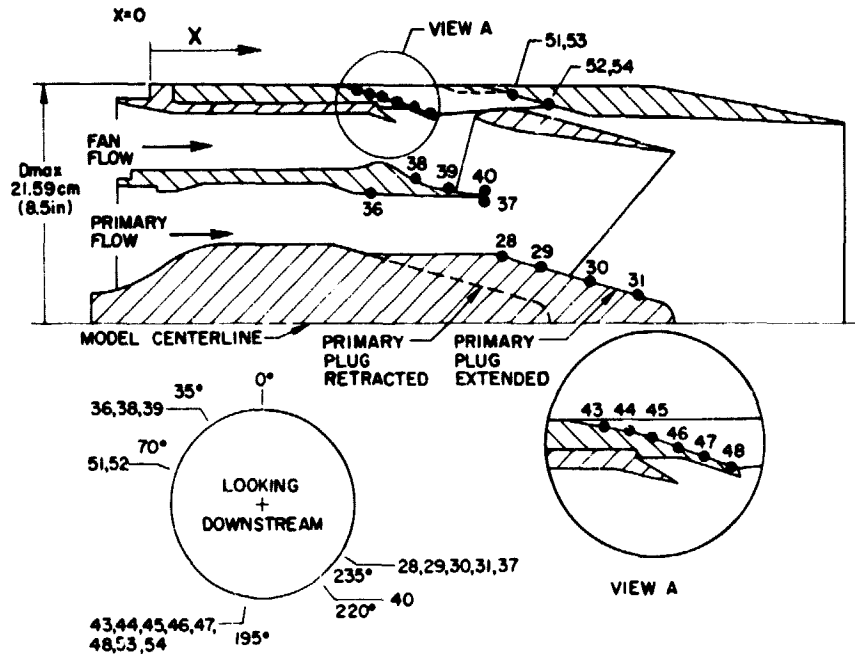 X=0
X
VIEW A
51,53
52,54
FAN
FLOW
Dmax
21.59cm
(8.5in)
38
39
40
36
37
PRIMARY
FLOW
28
29
30
31
MODEL CENTERLINE
PRIMARY
PLUG
RETRACTED
PRIMARY
PLUG
EXTENDED
0°
35°
36,38,39
70°
51,52
LOOKING
+
DOWNSTREAM
28,29,30,31,37
235°
40
220°
43,44,45,46,47,
48,53,54
195°
43 44 45
46
47
48
VIEW A